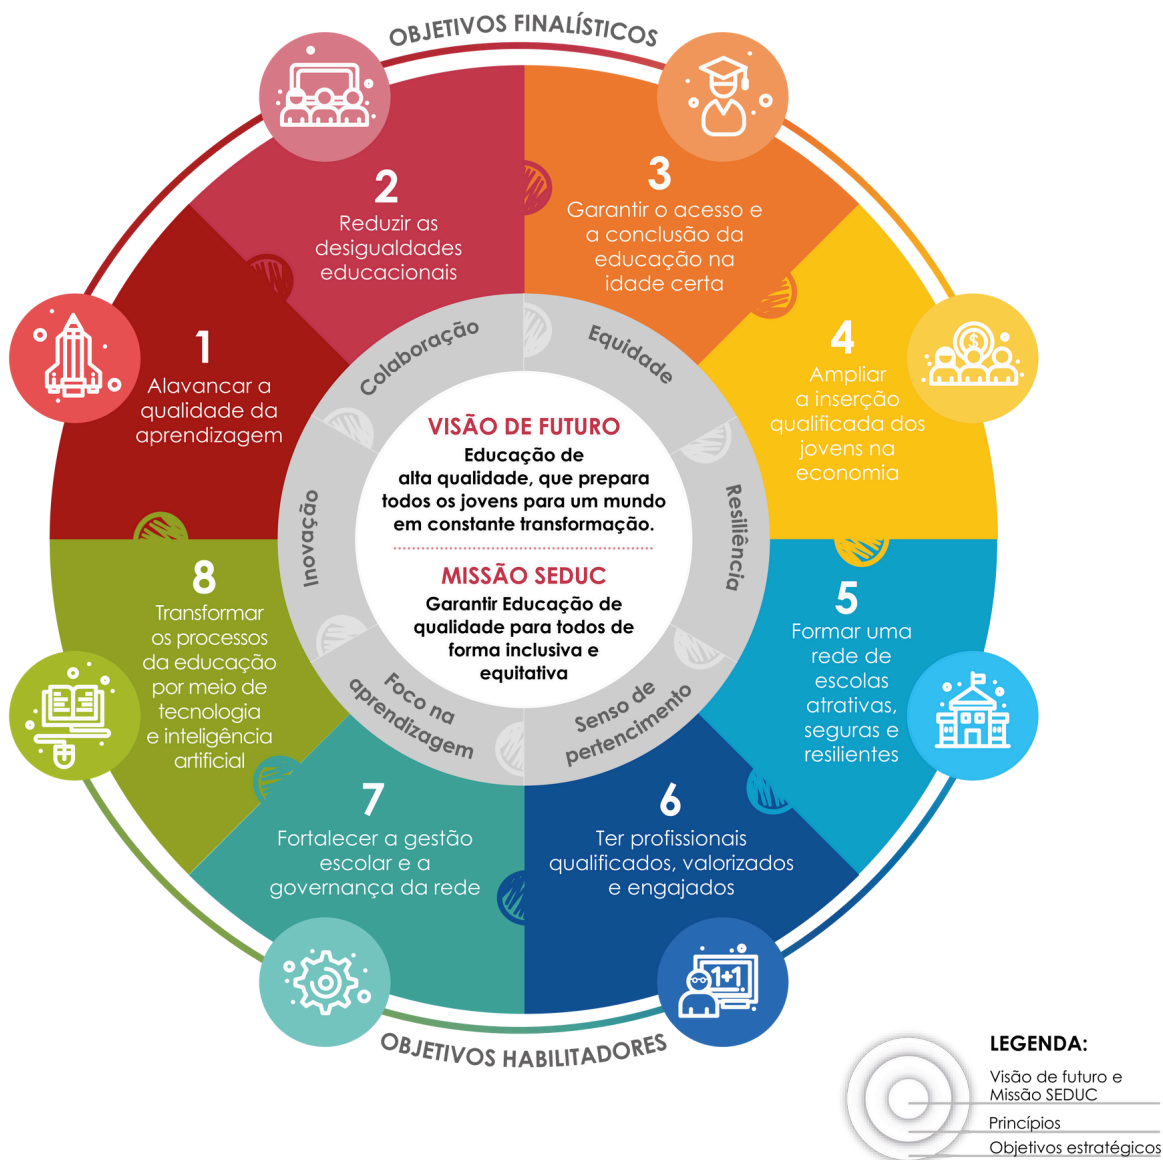 OBJETIVOS FINALÍSTICOS
2
Reduzir as
desigualdades
educacionais
3
Garantir o acesso e
a conclusão da
educação na
idade certa
1
Alavancar a
qualidade da
aprendizagem
4
Ampliar
a inserção
qualificada dos
jovens na
economia
$
Colaboração
Equidade
Inovação
Resiliência
Foco na
aprendizagem
Senso de
pertencimento
VISÃO DE FUTURO
Educação de
alta qualidade, que prepara
todos os jovens para um mundo
em constante transformação.
MISSÃO SEDUC
Garantir Educação de
qualidade para todos de
forma inclusiva e
equitativa
8
Transformar
os processos
da educação
por meio de
tecnologia
e inteligência
artificial
5
Formar uma
rede de
escolas
atrativas,
seguras e
resilientes
7
Fortalecer a gestão
escolar e a
governança da rede
6
Ter profissionais
qualificados, valorizados
e engajados
1+1
OBJETIVOS HABILITADORES
LEGENDA:
Visão de futuro e
Missão SEDUC
Princípios
Objetivos estratégicos